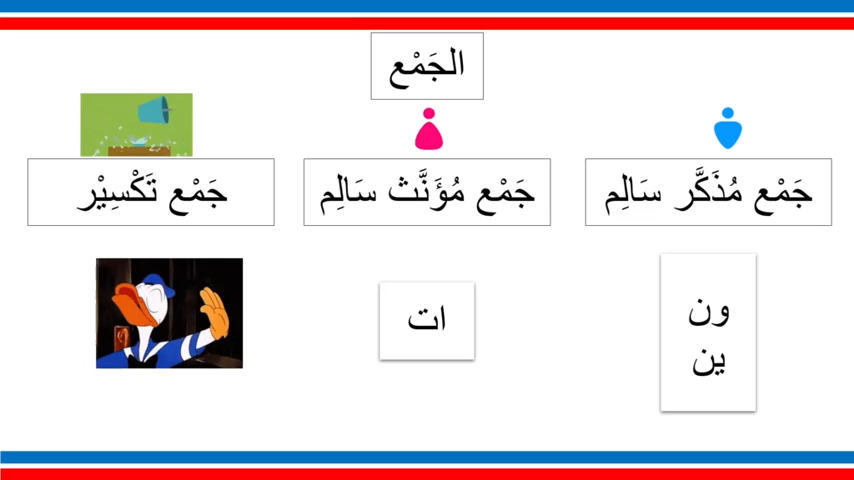 الجَمْع
جَمْع مُذَكَّر سَالِم
جَمْع مُؤَنَّث سَالِم
جَمْع تَكْسِيْر
ون
ين
ات